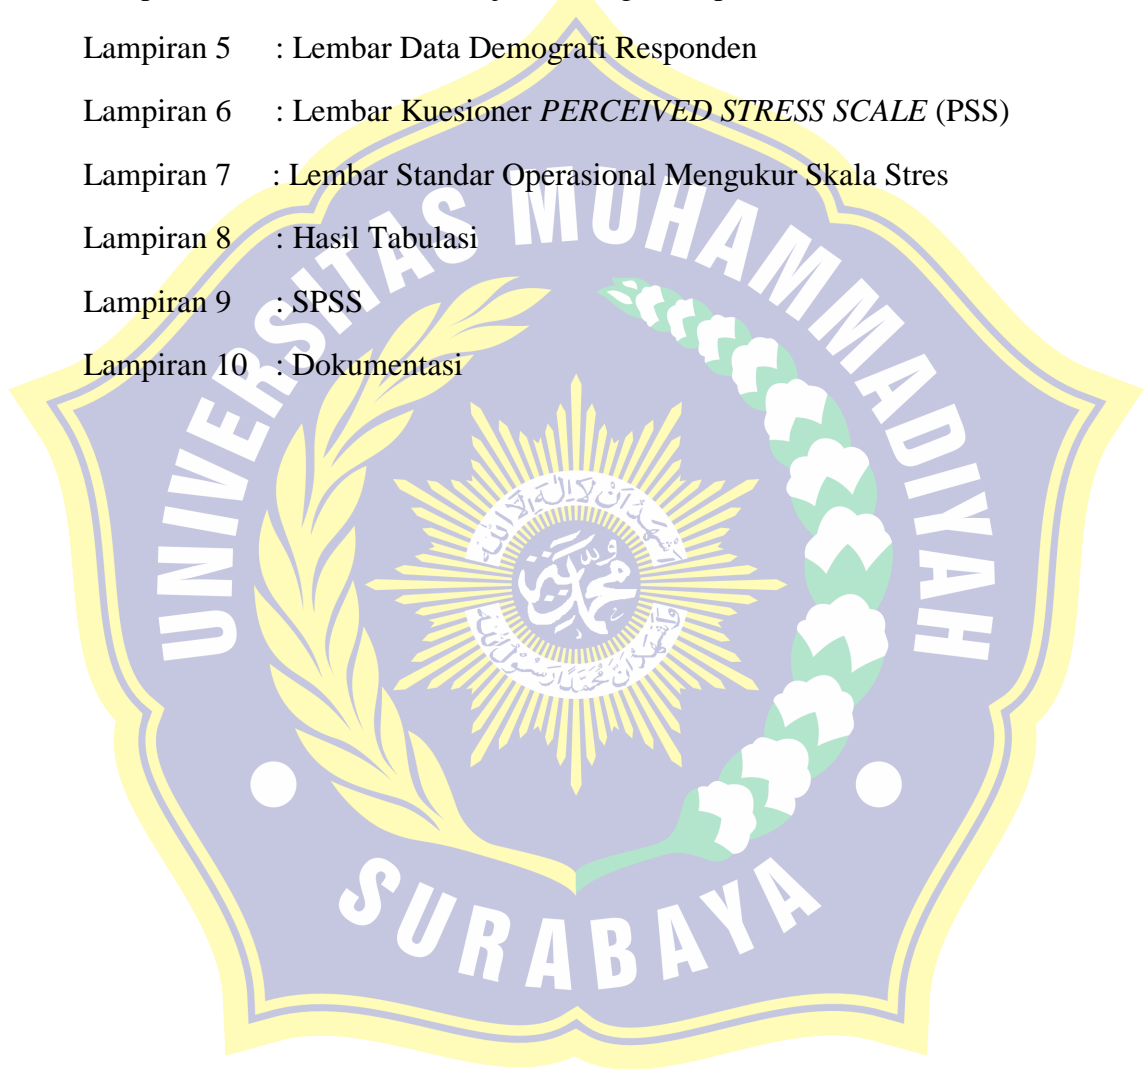 Lampiran 5 : Lembar Data Demografi Responden
Lampiran 6 : Lembar Kuesioner PERCEIVED STRESS SCALE (PSS)
Lampiran 7 : Lembar Standar Operasional Mengukur Skala Stres
Lampiran 8 : Hasil Tabulasi
Lampiran 9 : SPSS
Lampiran 10 : Dokumentasi
UNIVERSITAS MUHAMMADIYAH
SURABAYA